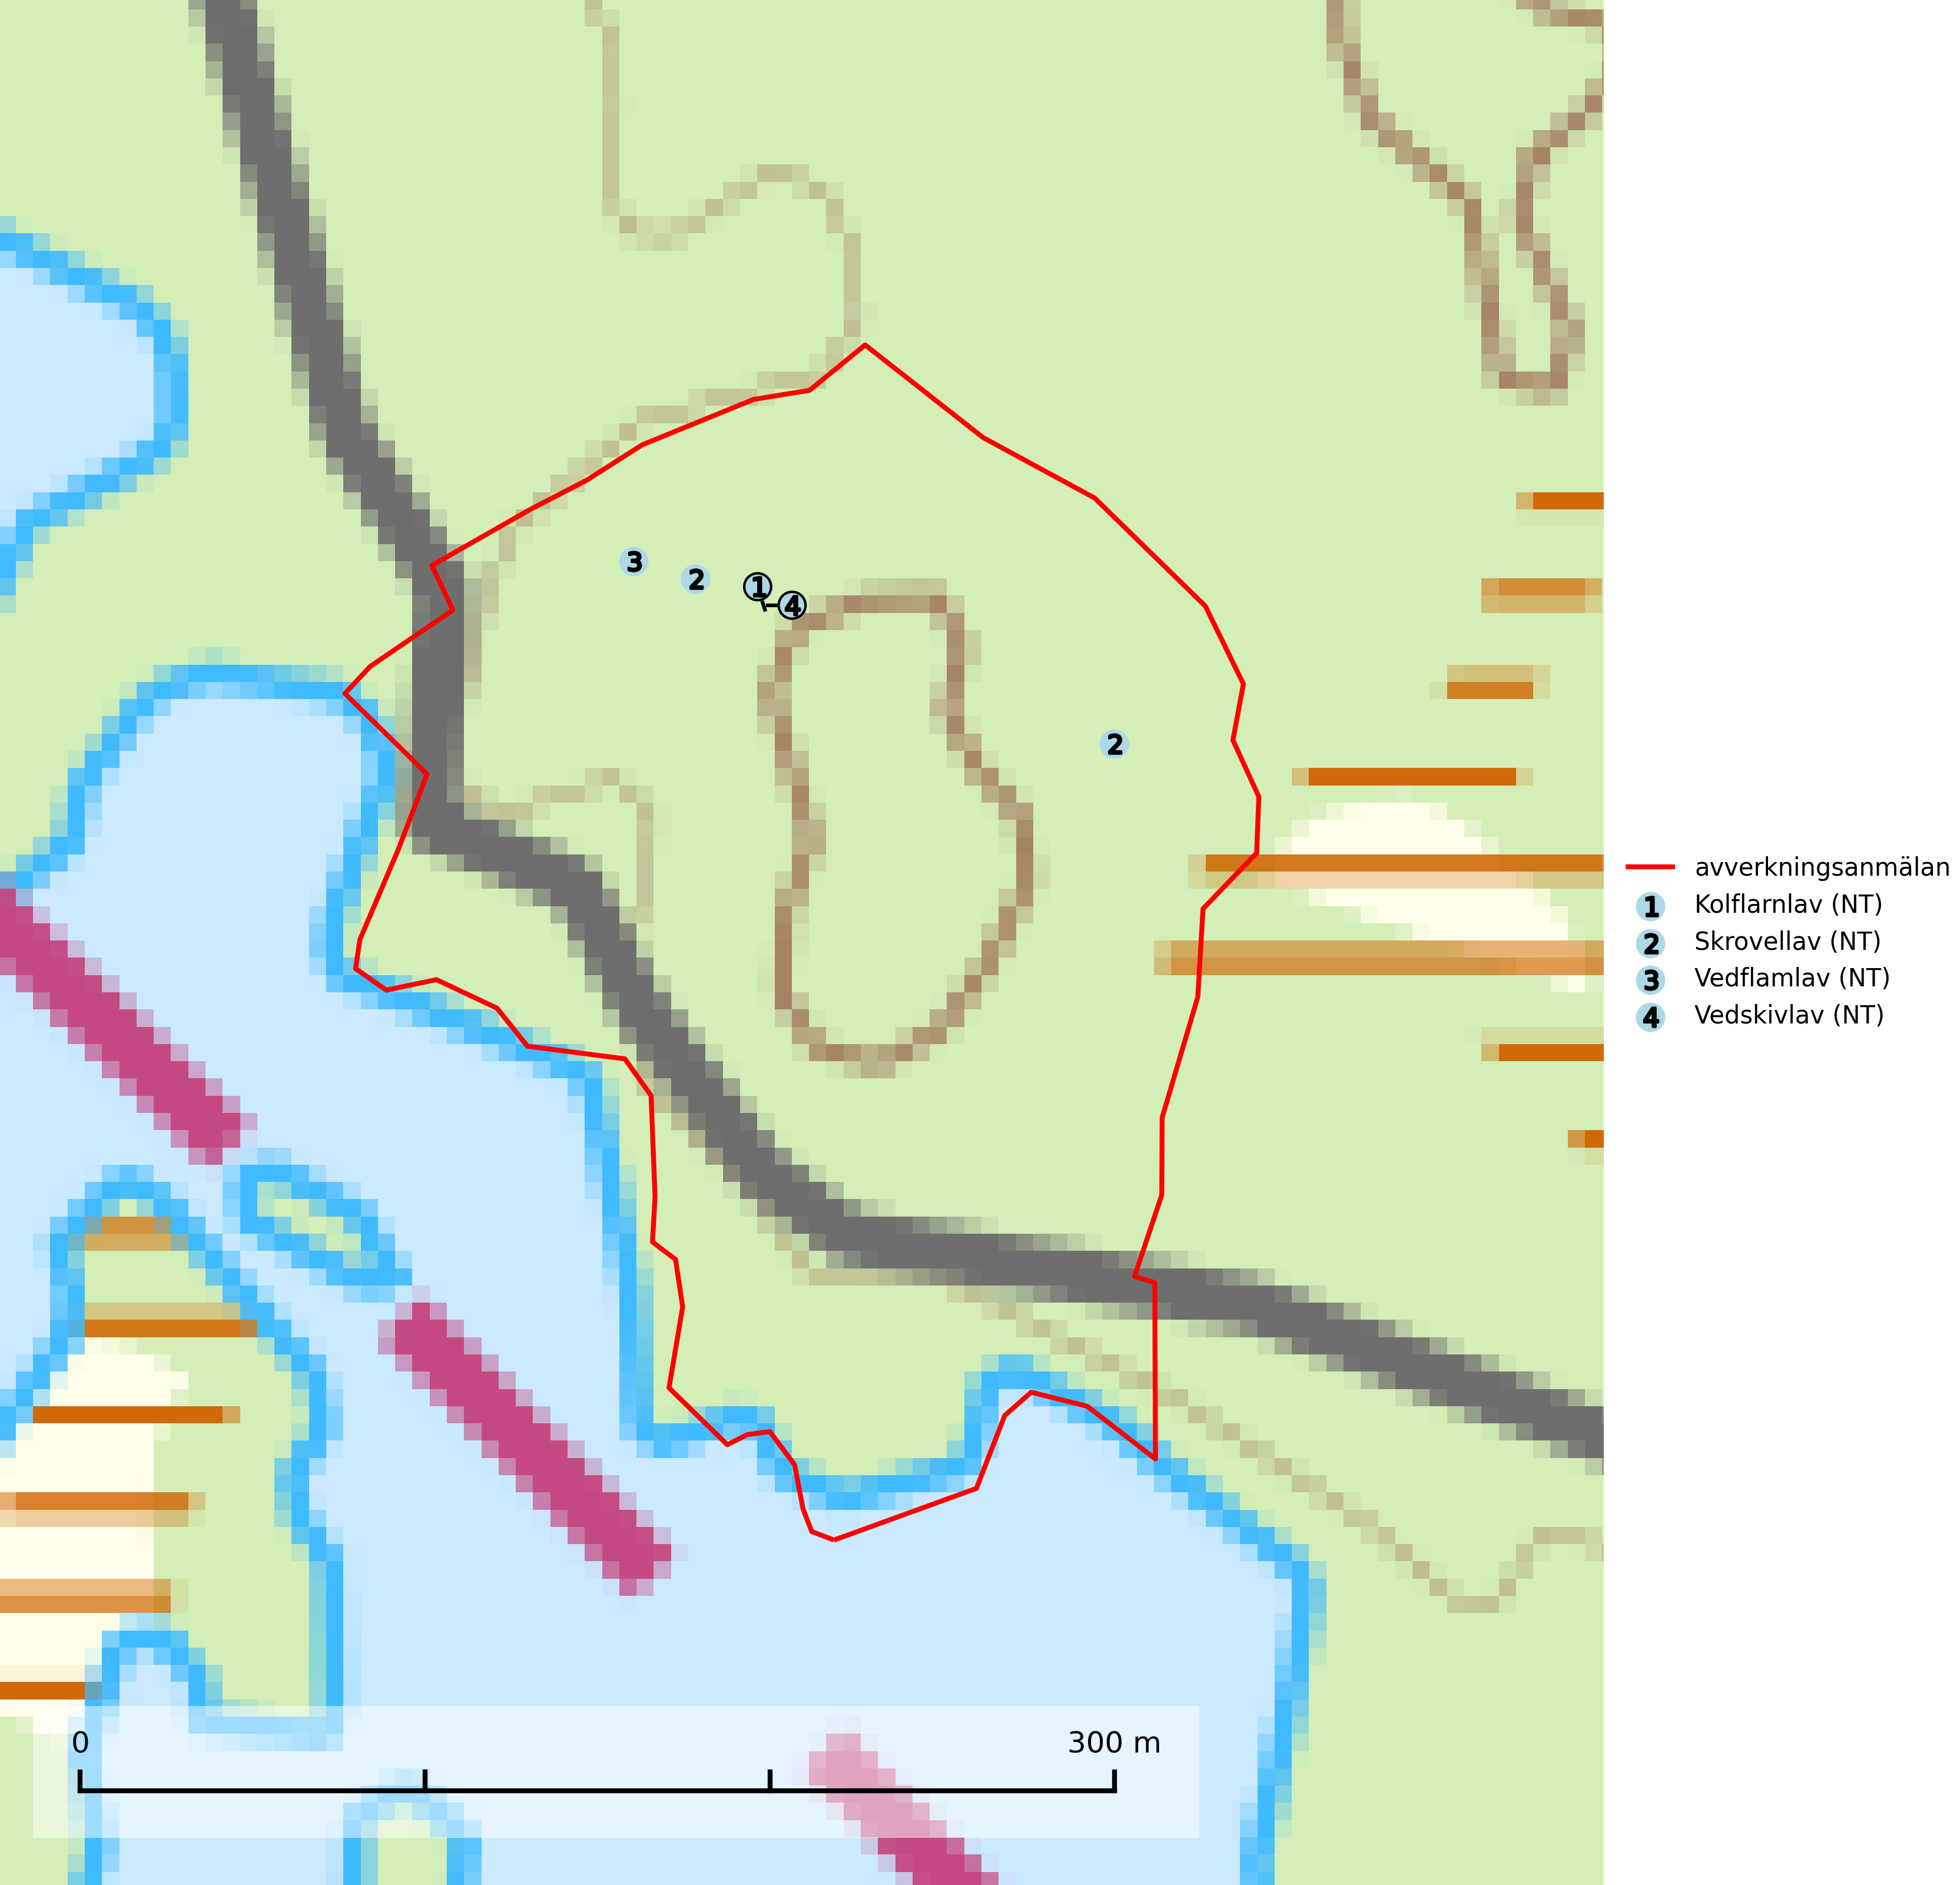 3
2
1
4
2
avverkningsanmälan
1 Kolflarnlav (NT)
2 Skrovellav (NT)
3 Vedflamlav (NT)
4 Vedskivlav (NT)
0 300 m